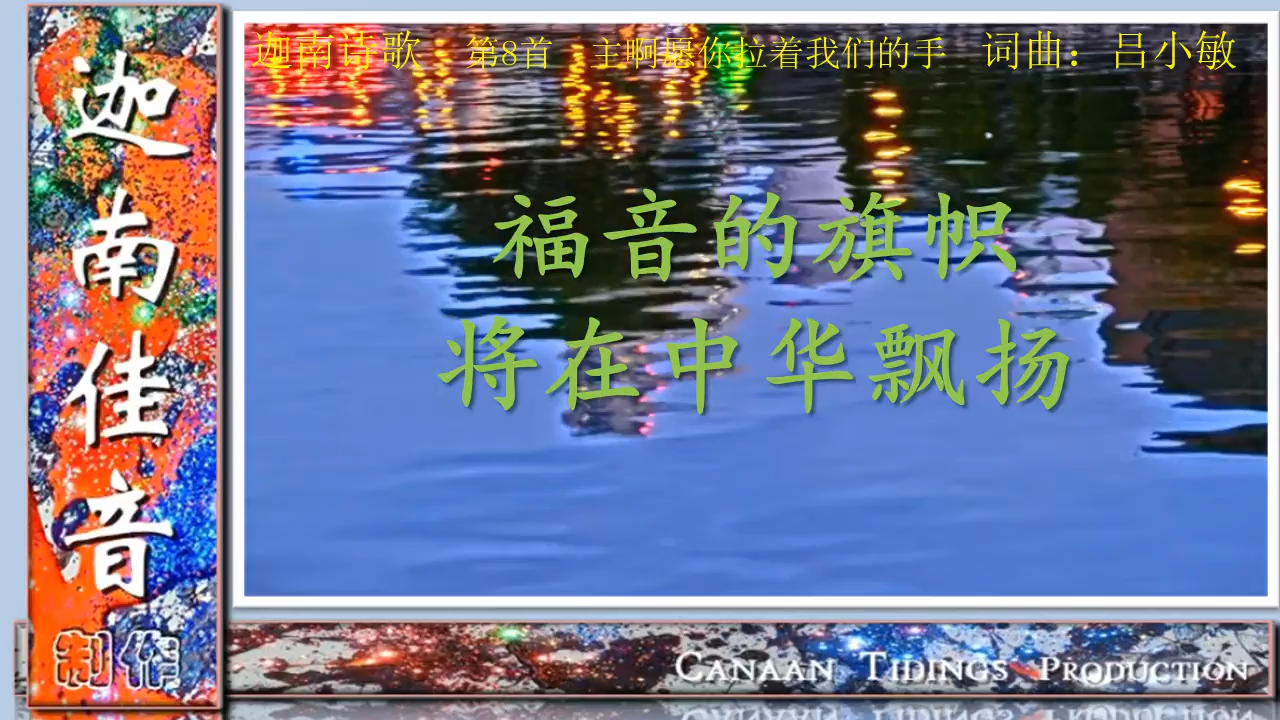 迦南诗歌 第8首 主啊愿你拉着我们的手 词曲：吕小敏
福音的旗帜
将在中华飘扬
迦南佳音
制作
CANAAN TIDINGS PRODUCTION